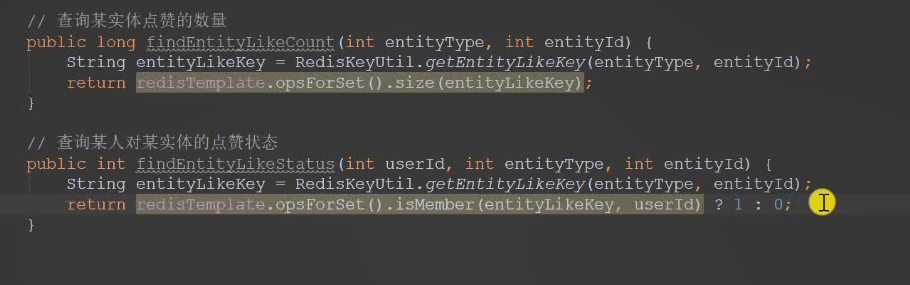 // 查询某实体点赞的数量
public long findEntityLikeCount(int entityType, int entityId) {
String entityLikeKey = RedisKeyUtil.getEntityLikeKey(entityType, entityId);
return redisTemplate.opsForSet().size(entityLikeKey);
}
// 查询某人对某实体的点赞状态
public int findEntityLikeStatus(int userId, int entityType, int entityId) {
String entityLikeKey = RedisKeyUtil.getEntityLikeKey(entityType, entityId);
return redisTemplate.opsForSet().isMember(entityLikeKey, userId) ? 1 : 0;
}